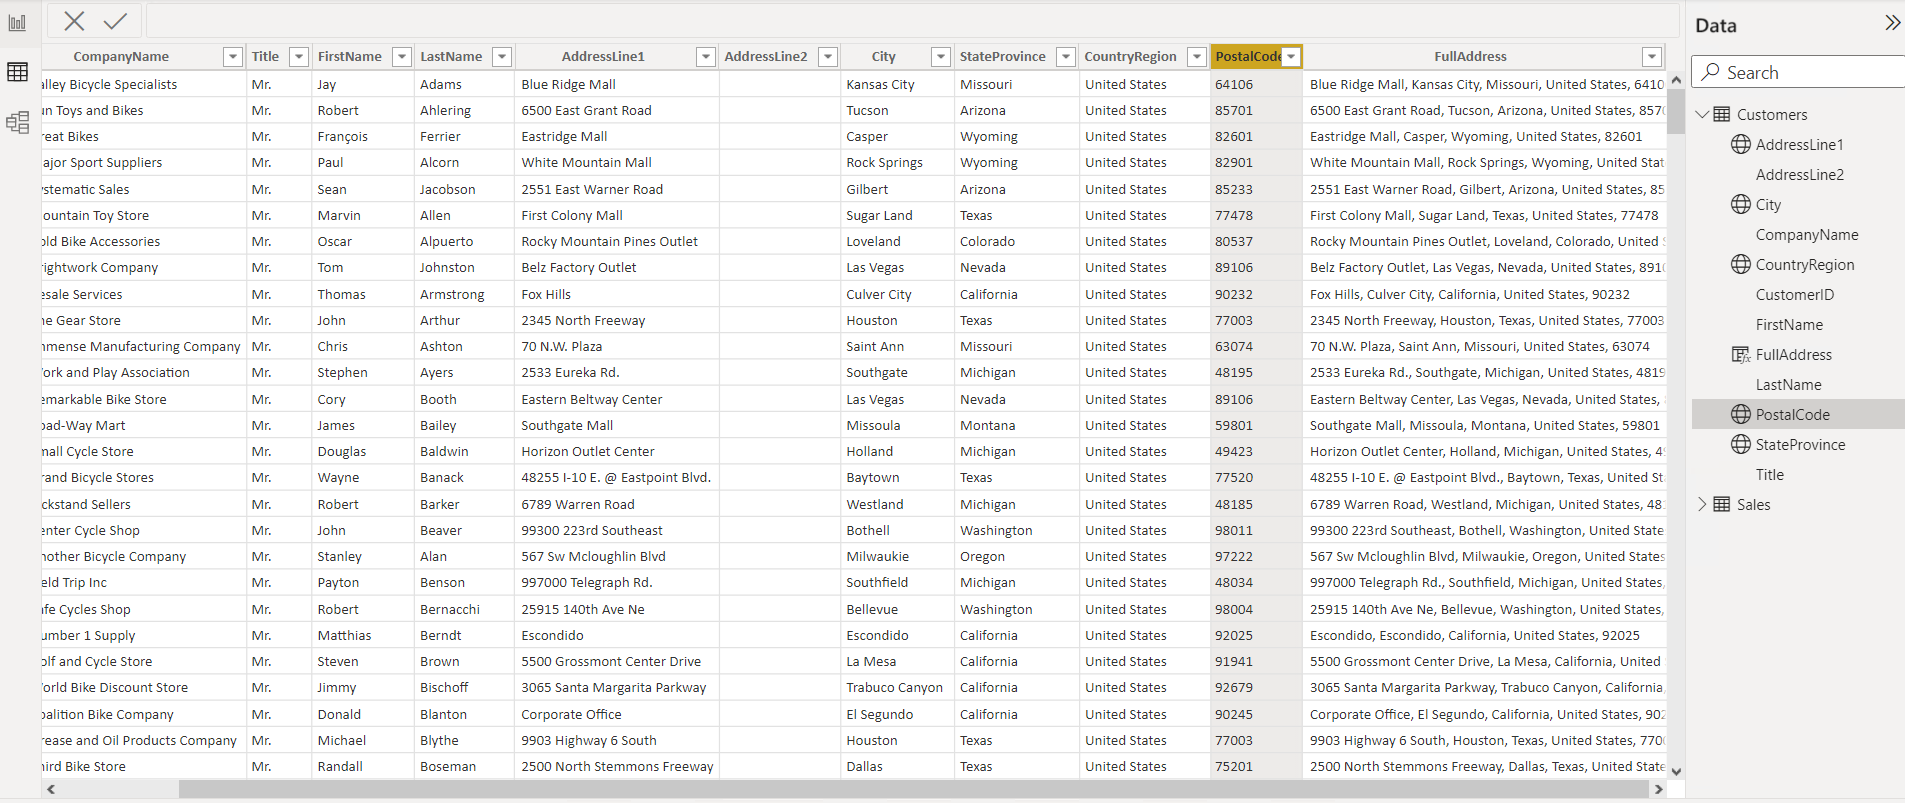 Data
Search
CompanyName Title FirstName LastName AddressLine1 AddressLine2 City StateProvince CountryRegion PostalCode FullAddress
alley Bicycle Specialists Mr. Jay Adams Blue Ridge Mall Kansas City Missouri United States 64106 Blue Ridge Mall, Kansas City, Missouri, United States, 6410
un Toys and Bikes Mr. Robert Ahlering 6500 East Grant Road Tucson Arizona United States 85701 6500 East Grant Road, Tucson, Arizona, United States, 8570
reat Bikes Mr. François Ferrier Eastridge Mall Casper Wyoming United States 82601 Eastridge Mall, Casper, Wyoming, United States, 82601
ajor Sport Suppliers Mr. Paul Alcorn White Mountain Mall Rock Springs Wyoming United States 82901 White Mountain Mall, Rock Springs, Wyoming, United Stat
ystematic Sales Mr. Sean Jacobson 2551 East Warner Road Gilbert Arizona United States 85233 2551 East Warner Road, Gilbert, Arizona, United States, 85
ountain Toy Store Mr. Marvin Allen First Colony Mall Sugar Land Texas United States 77478 First Colony Mall, Sugar Land, Texas, United States, 77478
old Bike Accessories Mr. Oscar Alpuerto Rocky Mountain Pines Outlet Loveland Colorado United States 80537 Rocky Mountain Pines Outlet, Loveland, Colorado, United S
rightwork Company Mr. Tom Johnston Belz Factory Outlet Las Vegas Nevada United States 89106 Belz Factory Outlet, Las Vegas, Nevada, United States, 8910
esale Services Mr. Thomas Armstrong Fox Hills Culver City California United States 90232 Fox Hills, Culver City, California, United States, 90232
he Gear Store Mr. John Arthur 2345 North Freeway Houston Texas United States 77003 2345 North Freeway, Houston, Texas, United States, 77003
mmense Manufacturing Company Mr. Chris Ashton 70 N.W. Plaza Saint Ann Missouri United States 63074 70 N.W. Plaza, Saint Ann, Missouri, United States, 63074
ork and Play Association Mr. Stephen Ayers 2533 Eureka Rd. Southgate Michigan United States 48195 2533 Eureka Rd., Southgate, Michigan, United States, 4819
emarkable Bike Store Mr. Cory Booth Eastern Beltway Center Las Vegas Nevada United States 89106 Eastern Beltway Center, Las Vegas, Nevada, United States,
oad-Way Mart Mr. James Bailey Southgate Mall Missoula Montana United States 59801 Southgate Mall, Missoula, Montana, United States, 59801
mall Cycle Store Mr. Douglas Baldwin Horizon Outlet Center Holland Michigan United States 49423 Horizon Outlet Center, Holland, Michigan, United States, 49
rand Bicycle Stores Mr. Wayne Banack 48255 I-10 E. @ Eastpoint Blvd. Baytown Texas United States 77520 48255 I-10 E. @ Eastpoint Blvd., Baytown, Texas, United St
ickstand Sellers Mr. Robert Barker 6789 Warren Road Westland Michigan United States 48185 6789 Warren Road, Westland, Michigan, United States, 481
enter Cycle Shop Mr. John Beaver 99300 223rd Southeast Bothell Washington United States 98011 99300 223rd Southeast, Bothell, Washington, United State
nother Bicycle Company Mr. Stanley Alan 567 Sw Mcloughlin Blvd Milwaukie Oregon United States 97222 567 Sw Mcloughlin Blvd, Milwaukie, Oregon, United States
eld Trip Inc Mr. Payton Benson 997000 Telegraph Rd. Southfield Michigan United States 48034 997000 Telegraph Rd., Southfield, Michigan, United States,
afe Cycles Shop Mr. Robert Bernacchi 25915 140th Ave Ne Bellevue Washington United States 98004 25915 140th Ave Ne, Bellevue, Washington, United States,
umber 1 Supply Mr. Matthias Berndt Escondido Escondido California United States 92025 Escondido, Escondido, California, United States, 92025
olf and Cycle Store Mr. Steven Brown 5500 Grossmont Center Drive La Mesa California United States 91941 5500 Grossmont Center Drive, La Mesa, California, United
orld Bike Discount Store Mr. Jimmy Bischoff 3065 Santa Margarita Parkway Trabuco Canyon California United States 92679 3065 Santa Margarita Parkway, Trabuco Canyon, California,
oalition Bike Company Mr. Donald Blanton Corporate Office El Segundo California United States 90245 Corporate Office, El Segundo, California, United States, 902
rease and Oil Products Company Mr. Michael Blythe 9903 Highway 6 South Houston Texas United States 77003 9903 Highway 6 South, Houston, Texas, United States, 7700
hird Bike Store Mr. Randall Boseman 2500 North Stemmons Freeway Dallas Texas United States 75201 2500 North Stemmons Freeway, Dallas, Texas, United State
Customers
AddressLine1
AddressLine2
City
CompanyName
CountryRegion
CustomerID
FirstName
FullAddress
LastName
PostalCode
StateProvince
Title
Sales